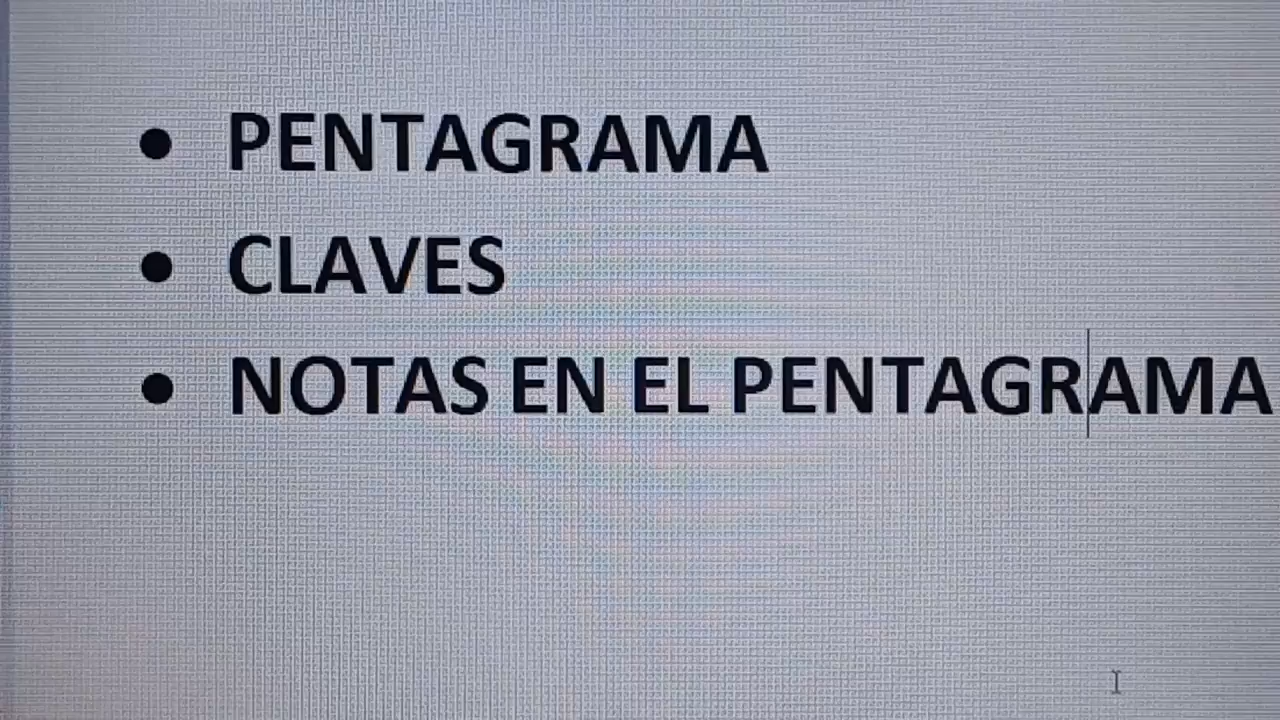 • PENTAGRAMA
• CLAVES
• NOTAS EN EL PENTAGRAMA